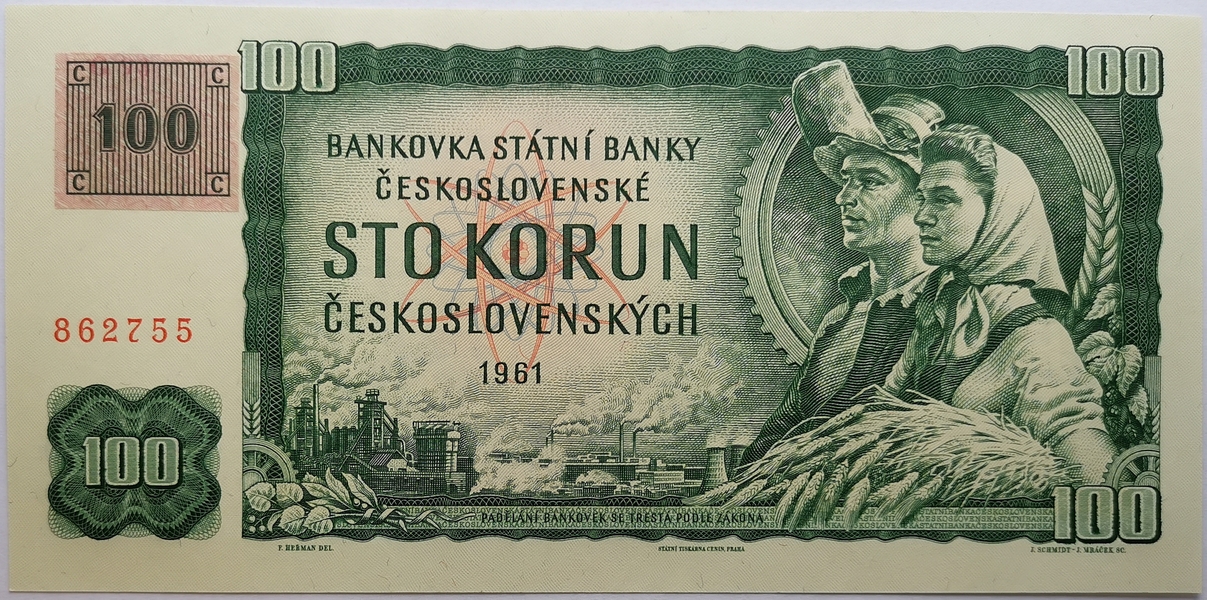 100 100
C C
100
C C
BANKOVKA STÁTNÍ BANKY
ČESKOSLOVENSKÉ
STO KORUN
ČESKOSLOVENSKÝCH
1961
862755
100
PADĚLÁNÍ BANKOVEK SE TRESTÁ PODLE ZÁKONA
100
F. HEŘMAN DEL. STÁTNÍ TISKÁRNA CENIN, PRAHA J. SCHMIDT - J. MRÁČEK SC.